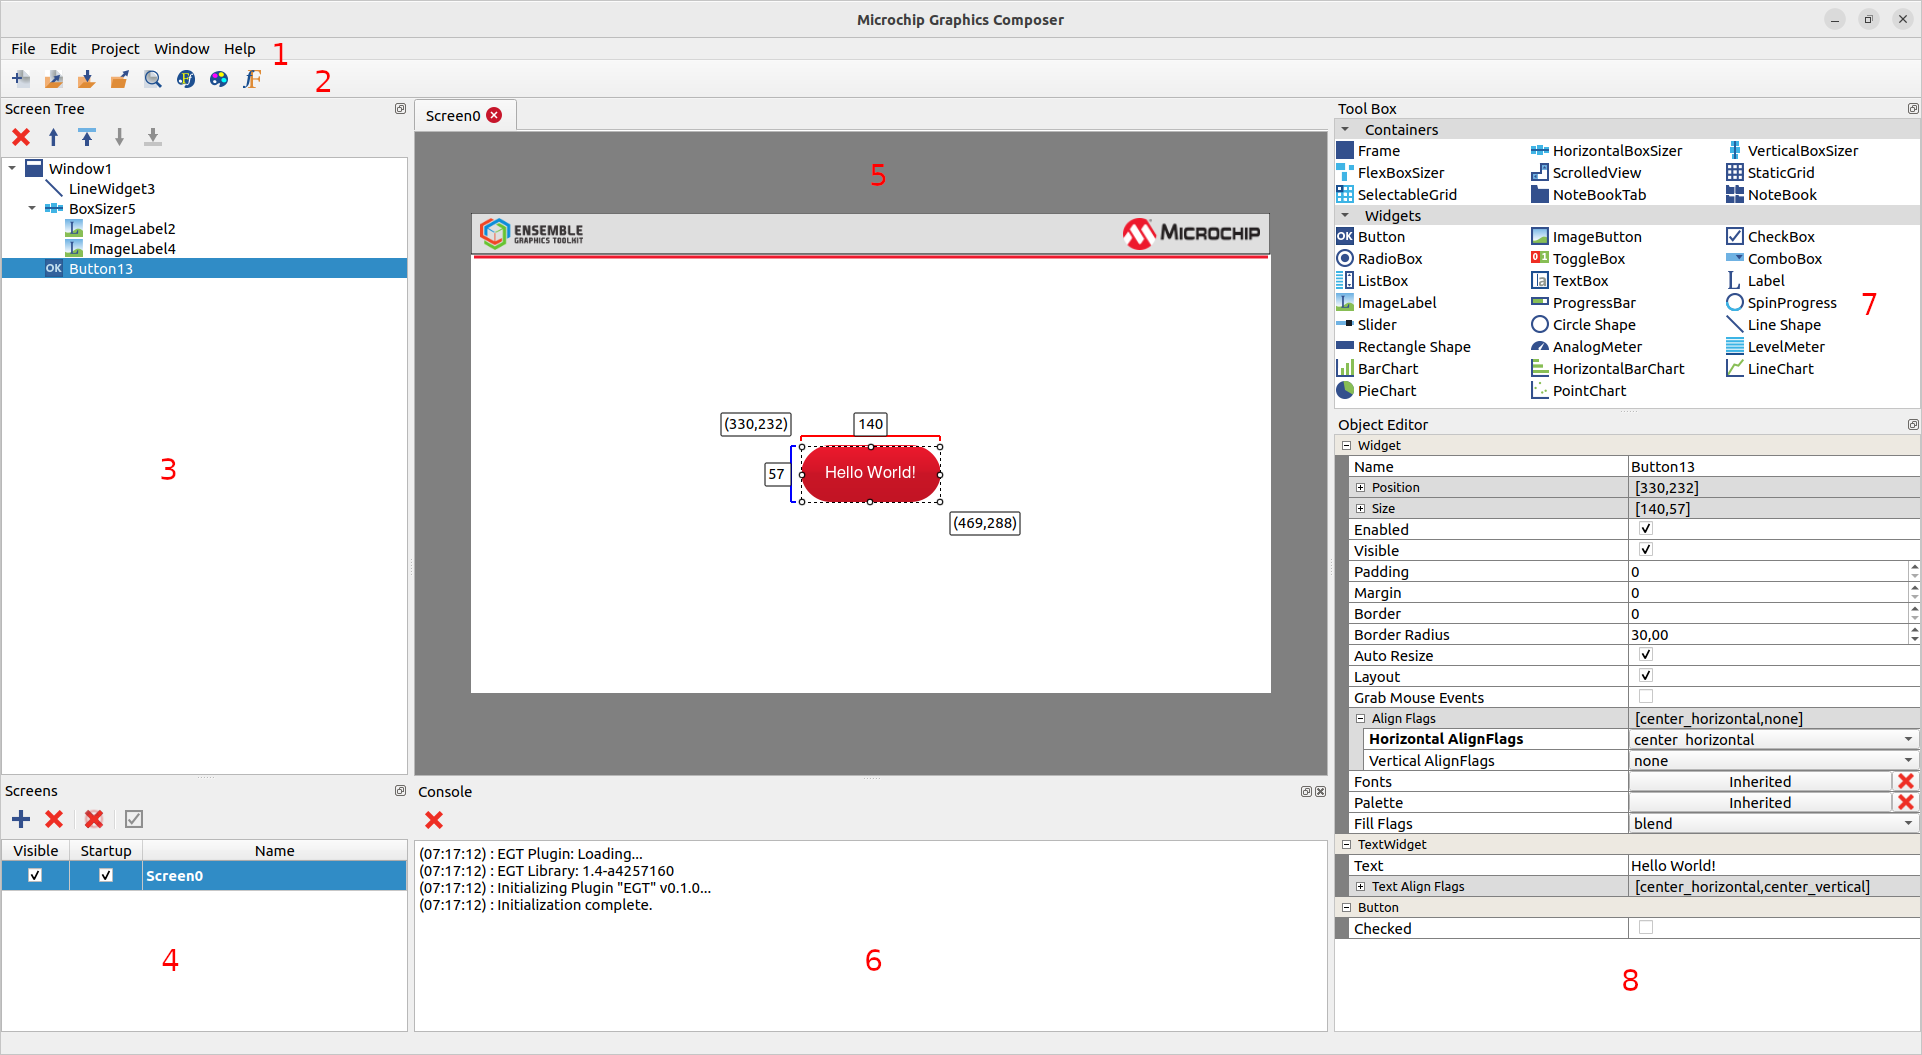 Microchip Graphics Composer
File Edit Project Window Help 1
2
Screen Tree
Window1
LineWidget3
BoxSizer5
ImageLabel2
ImageLabel4
OK Button13
3
Screens
Visible Startup Name
Screen0
4
Screen0
5
ENSEMBLE
GRAPHICS TOOLKIT
MICROCHIP
(330,232) 140
57 Hello World!
(469,288)
Console
(07:17:12) : EGT Plugin: Loading...
(07:17:12) : EGT Library: 1.4-a4257160
(07:17:12) : Initializing Plugin "EGT" v0.1.0...
(07:17:12) : Initialization complete.
6
Tool Box
Containers
Frame HorizontalBoxSizer VerticalBoxSizer
FlexBoxSizer ScrolledView StaticGrid
SelectableGrid NoteBookTab NoteBook
Widgets
OK Button ImageButton CheckBox
RadioBox 0 1 ToggleBox ComboBox
ListBox a TextBox L Label
L ImageLabel ProgressBar SpinProgress
7
Slider Circle Shape Line Shape
Rectangle Shape AnalogMeter LevelMeter
BarChart HorizontalBarChart LineChart
PieChart PointChart
Object Editor
Widget
Name Button13
Position [330,232]
Size [140,57]
Enabled
Visible
Padding 0
Margin 0
Border 0
Border Radius 30,00
Auto Resize
Layout
Grab Mouse Events
Align Flags [center_horizontal,none]
Horizontal AlignFlags center_horizontal
Vertical AlignFlags none
Fonts Inherited
Palette Inherited
Fill Flags blend
TextWidget
Text Hello World!
Text Align Flags [center_horizontal,center_vertical]
Button
Checked
8